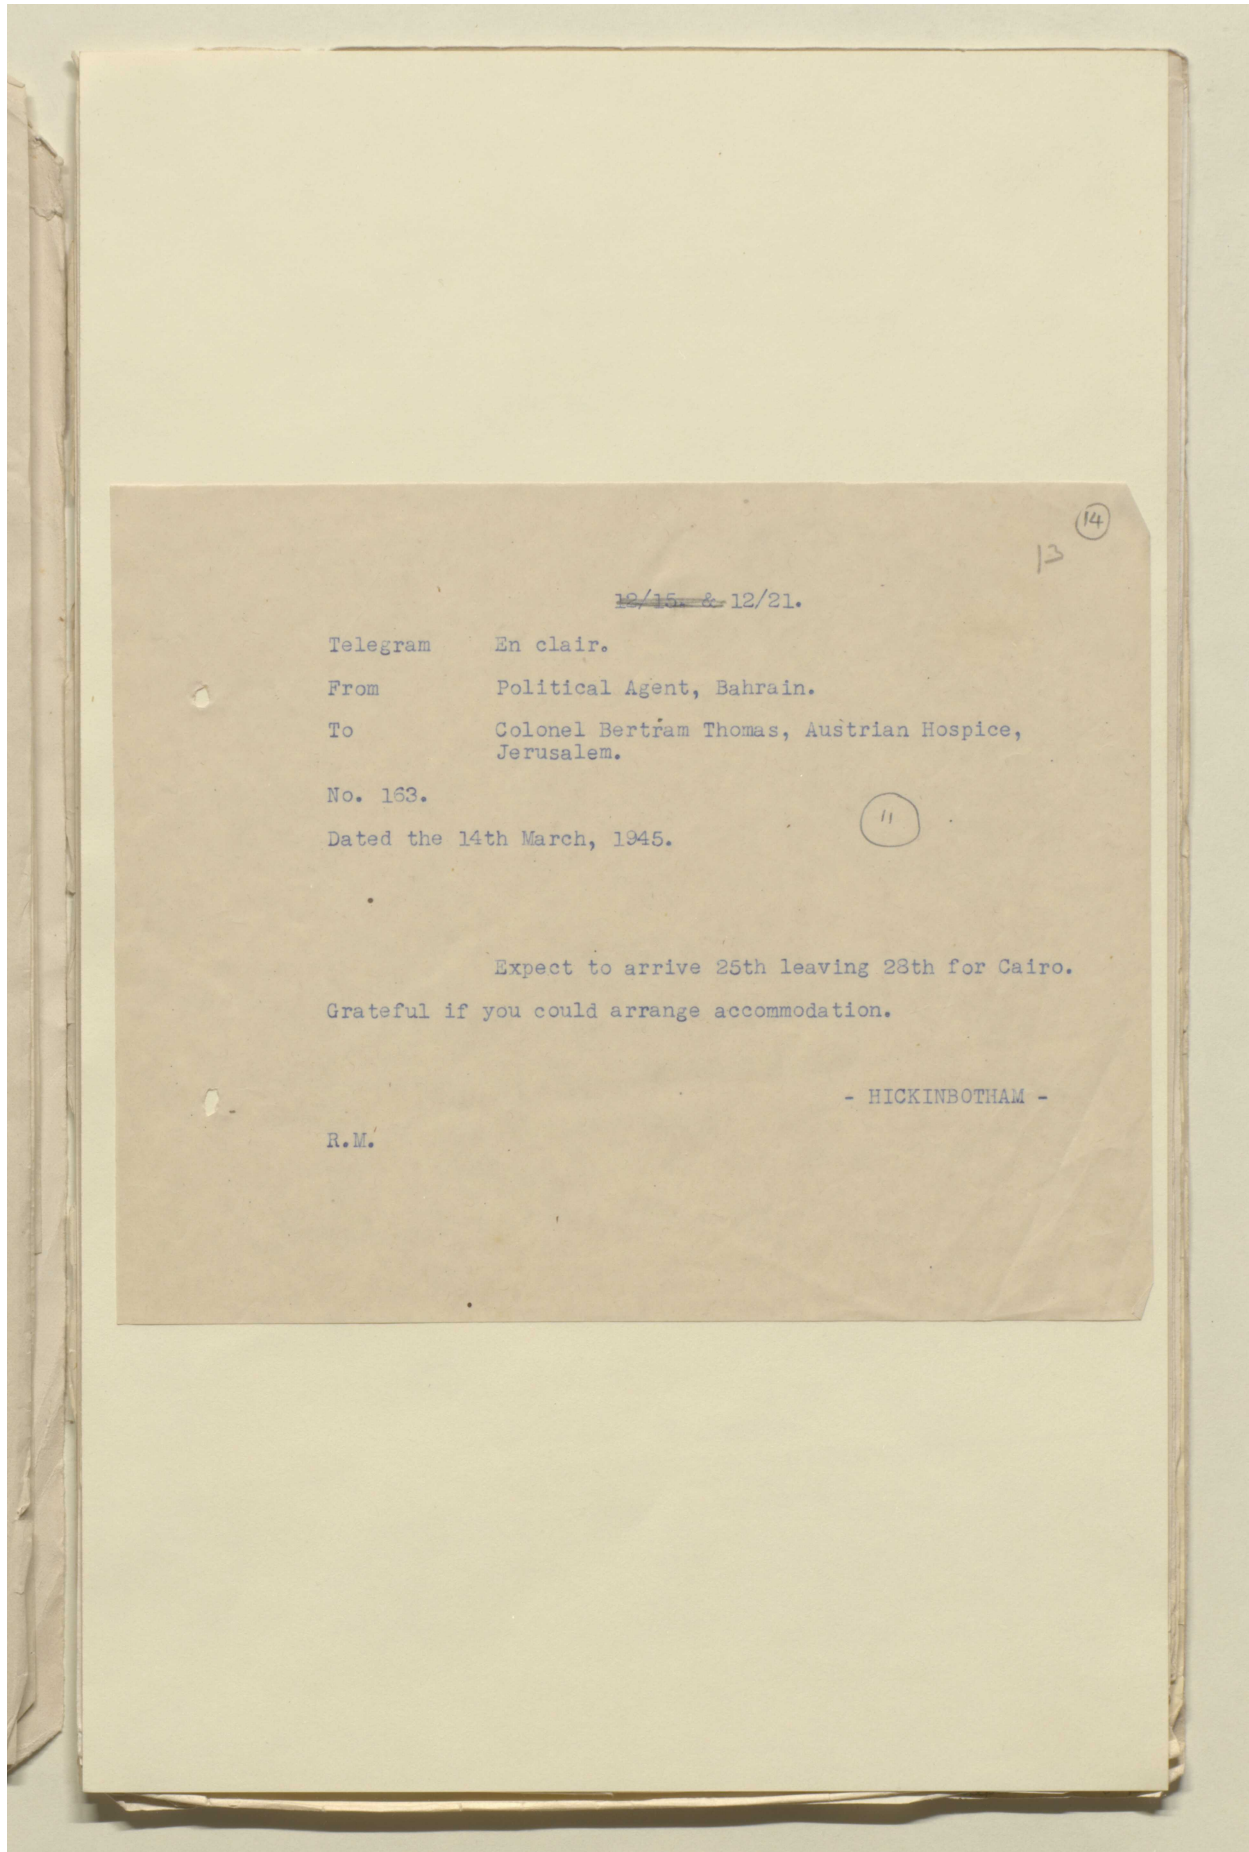 14
13
12/15. & 12/21.
Telegram En clair.
From Political Agent, Bahrain.
To Colonel Bertram Thomas, Austrian Hospice,
Jerusalem.
No. 163.
11
Dated the 14th March, 1945.
Expect to arrive 25th leaving 28th for Cairo.
Grateful if you could arrange accommodation.
- HICKINBOTHAM -
R.M.